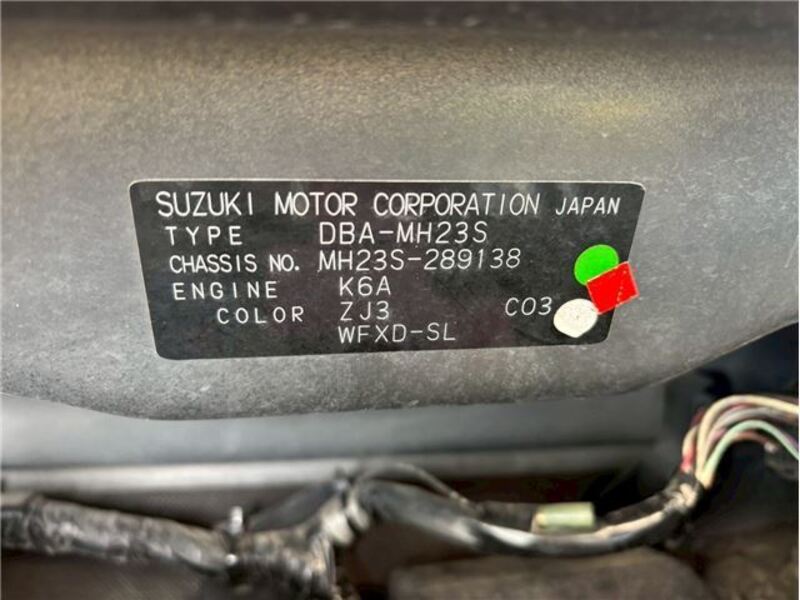 SUZUKI MOTOR CORPORATION JAPAN
TYPE DBA-MH23S
CHASSIS NO. MH23S-289138
ENGINE K6A
COLOR ZJ3 C03
WFXD-SL